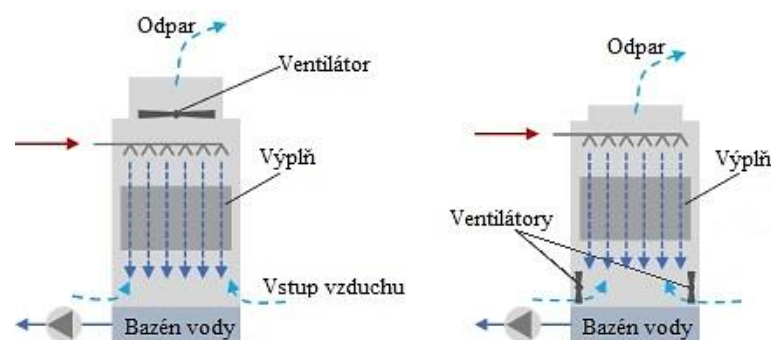 Odpar
Ventilátor
Výplň
Vstup vzduchu
Bazén vody
Odpar
Výplň
Ventilátory
Bazén vody